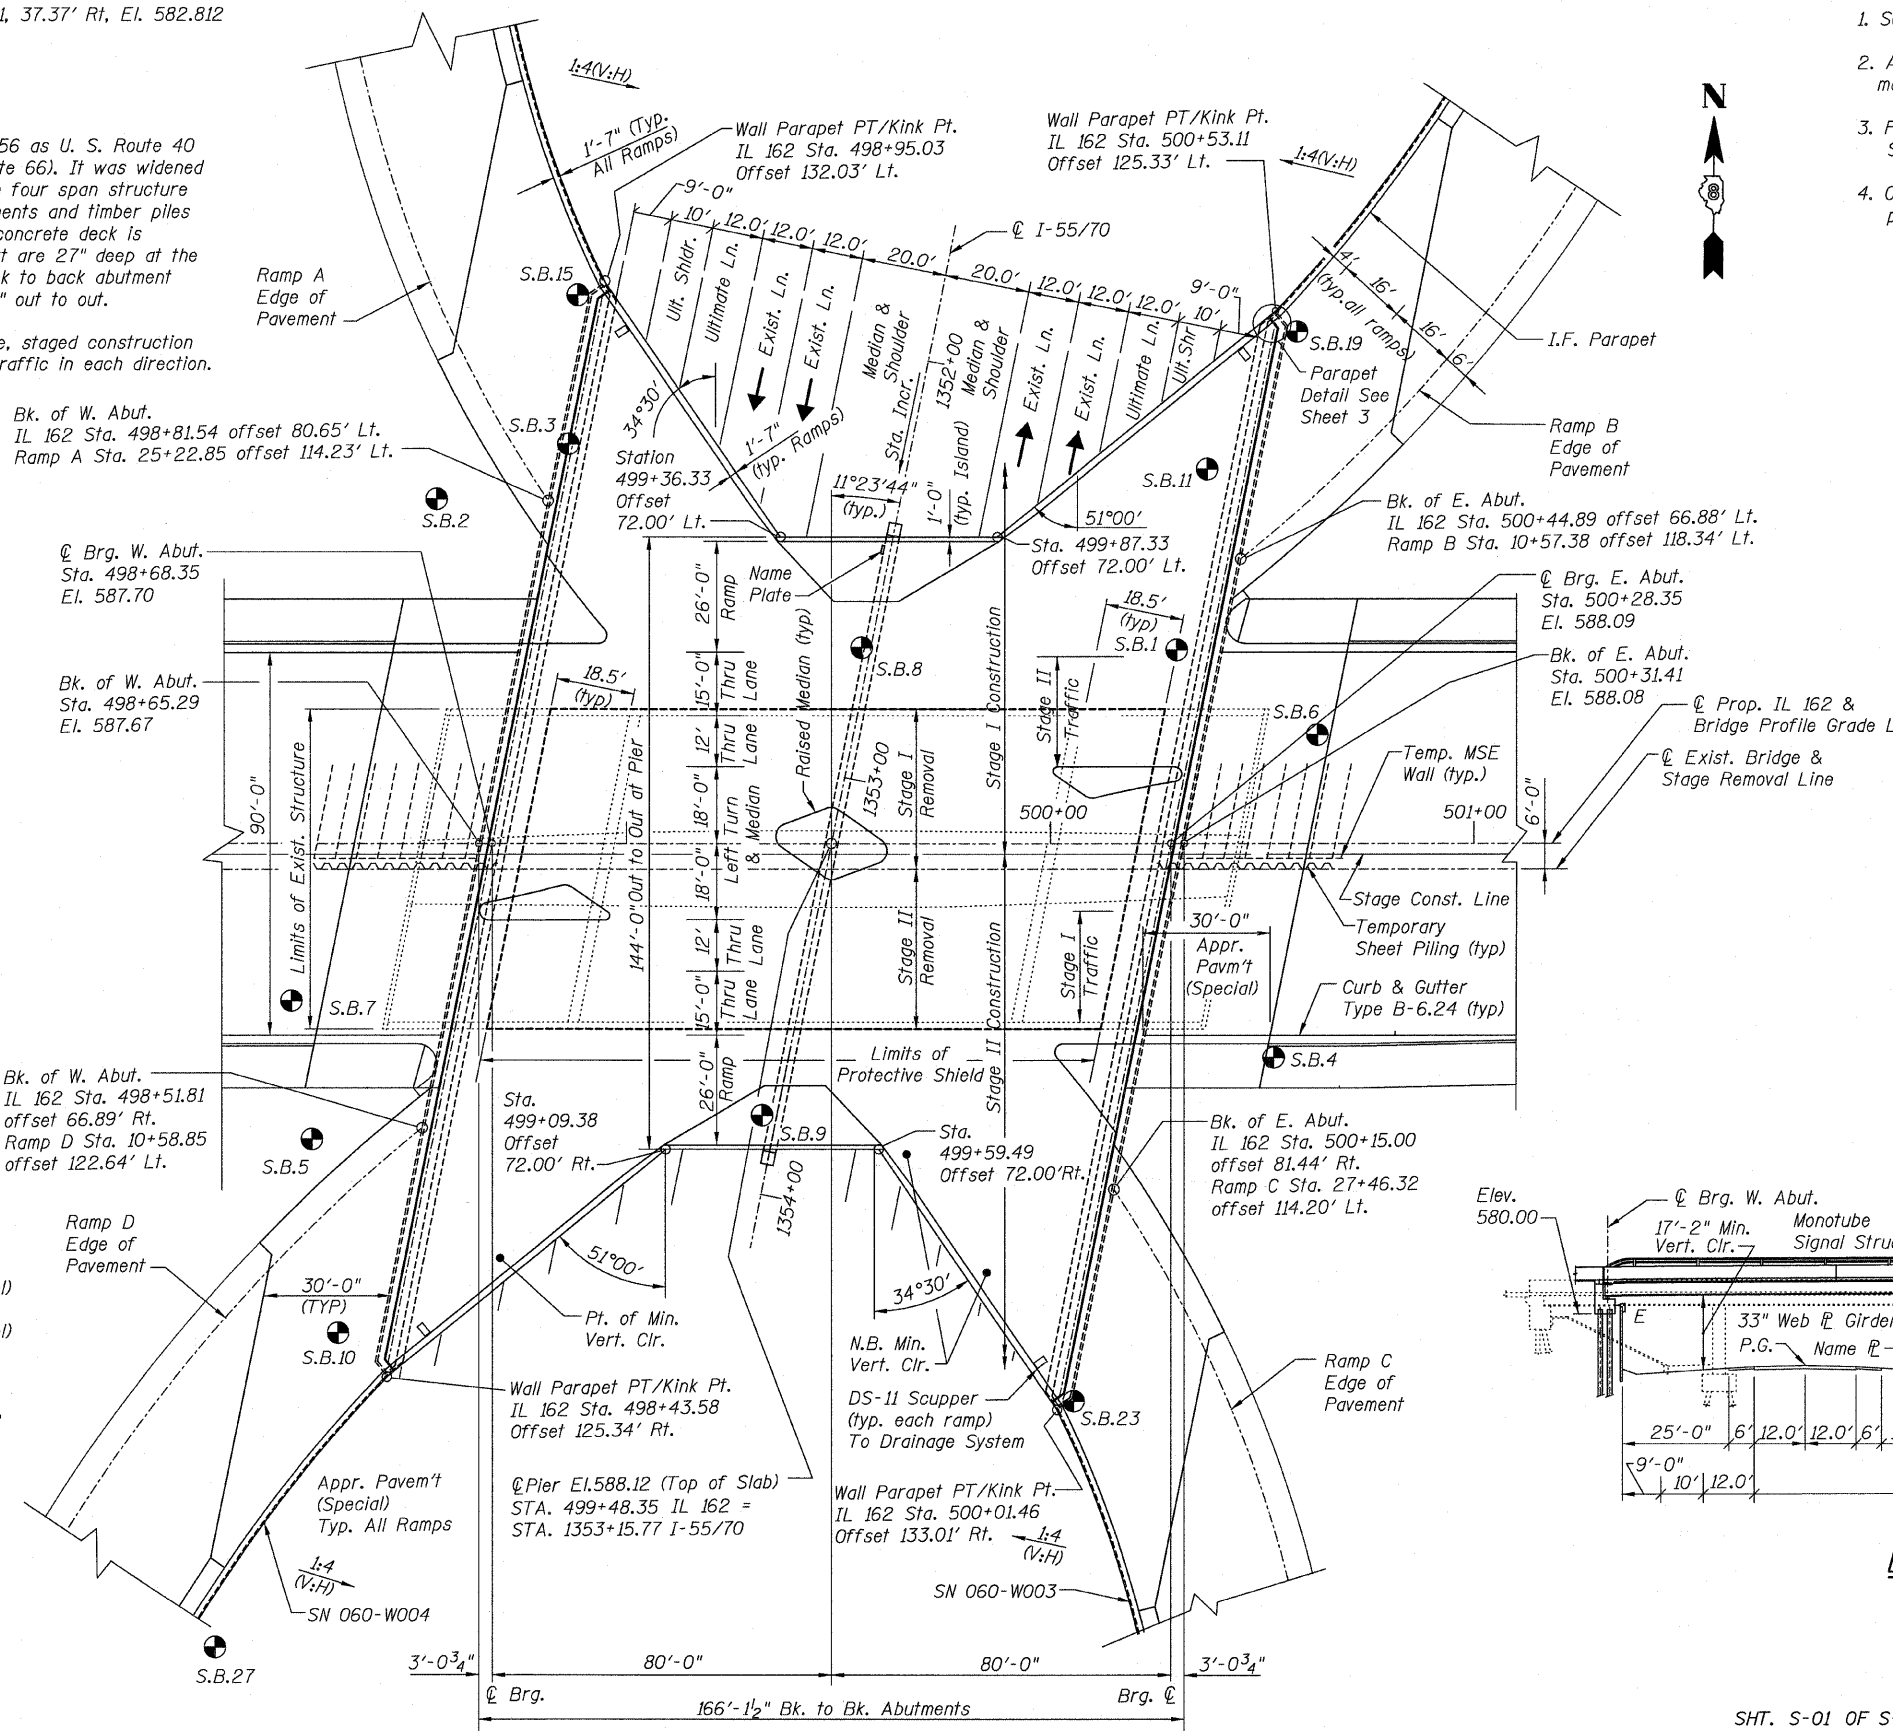 1, 37.37' Rt, El. 582.812
56 as U. S. Route 40
te 66). It was widened
four span structure
ments and timber piles
concrete deck is
rt are 27" deep at the
k to back abutment
" out to out.
e, staged construction
traffic in each direction.
Bk. of W. Abut.
IL 162 Sta. 498+81.54 offset 80.65' Lt.
Ramp A Sta. 25+22.85 offset 114.23' Lt.
Ramp A
Edge of
Pavement
1:4(V:H)
1'-7" (Typ.
All Ramps)
Wall Parapet PT/Kink Pt.
IL 162 Sta. 498+95.03
Offset 132.03' Lt.
Wall Parapet PT/Kink Pt.
IL 162 Sta. 500+53.11
Offset 125.33' Lt.
1:4(V:H)
N
8
1. S
2. A
m
3. F
S
4. O
P
9'-0"
10'
12.0'
12.0'
12.0'
20.0'
20.0'
12.0'
12.0'
12.0'
10'
9'-0"
℄ I-55/70
Ult. Shldr.
Ultimate Ln.
Exist. Ln.
Exist. Ln.
Median &
Shoulder
Sta. Incr.
1352+00
Median &
Shoulder
Exist. Ln.
Exist. Ln.
Ultimate Ln.
Ult.Shr
4'
(typ.all ramps)
16'
16'
6'
I.F. Parapet
S.B.15
S.B.19
Parapet
Detail See
Sheet 3
Ramp B
Edge of
Pavement
S.B.3
S.B.2
34°30'
Station
499+36.33
Offset
72.00' Lt.
1'-7"
(typ. Ramps)
11°23'44"
(typ.)
1'-0"
(typ. Island)
S.B.11
51°00'
Sta. 499+87.33
Offset 72.00' Lt.
Bk. of E. Abut.
IL 162 Sta. 500+44.89 offset 66.88' Lt.
Ramp B Sta. 10+57.38 offset 118.34' Lt.
℄ Brg. W. Abut.
Sta. 498+68.35
El. 587.70
Name
Plate
℄ Brg. E. Abut.
Sta. 500+28.35
El. 588.09
Bk. of W. Abut.
Sta. 498+65.29
El. 587.67
Bk. of E. Abut.
Sta. 500+31.41
El. 588.08
18.5'
(typ)
S.B.8
18.5'
(typ)
S.B.1
S.B.6
26'-0"
Ramp
15'-0"
Thru
Lane
12'
Thru
Lane
18'-0"
Left Turn
& Median
18'-0"
12'
Thru
Lane
15'-0"
Thru
Lane
26'-0"
Ramp
144'-0" Out to Out at Pier
90'-0"
Limits of Exist. Structure
Raised Median (typ)
1353+00
Stage I
Removal
Stage II
Removal
Stage I Construction
Stage II Construction
Stage II
Traffic
Stage I
Traffic
500+00
501+00
Temp. MSE
Wall (typ.)
℄ Prop. IL 162 &
Bridge Profile Grade L
℄ Exist. Bridge &
Stage Removal Line
6'-0"
Stage Const. Line
Temporary
Sheet Piling (typ)
30'-0"
Appr.
Pavm't
(Special)
Curb & Gutter
Type B-6.24 (typ)
S.B.7
S.B.4
Limits of
Protective Shield
Bk. of W. Abut.
IL 162 Sta. 498+51.81
offset 66.89' Rt.
Ramp D Sta. 10+58.85
offset 122.64' Lt.
S.B.5
Sta.
499+09.38
Offset
72.00' Rt.
S.B.9
Sta.
499+59.49
Offset 72.00'Rt.
1354+00
Bk. of E. Abut.
IL 162 Sta. 500+15.00
offset 81.44' Rt.
Ramp C Sta. 27+46.32
offset 114.20' Lt.
Ramp D
Edge of
Pavement
30'-0"
(TYP)
S.B.10
51°00'
34°30'
Pt. of Min.
Vert. Clr.
N.B. Min.
Vert. Clr.
DS-11 Scupper
(typ. each ramp)
To Drainage System
S.B.23
Ramp C
Edge of
Pavement
Wall Parapet PT/Kink Pt.
IL 162 Sta. 498+43.58
Offset 125.34' Rt.
Appr. Pavem't
(Special)
Typ. All Ramps
℄Pier El.588.12 (Top of Slab)
STA. 499+48.35 IL 162 =
STA. 1353+15.77 I-55/70
Wall Parapet PT/Kink Pt.
IL 162 Sta. 500+01.46
Offset 133.01' Rt.
1:4
(V:H)
1:4
(V:H)
SN 060-W004
SN 060-W003
S.B.27
3'-0¾"
80'-0"
80'-0"
3'-0¾"
℄ Brg.
Brg. ℄
166'-1½" Bk. to Bk. Abutments
Elev.
580.00
℄ Brg. W. Abut.
17'-2" Min.
Vert. Clr.
Monotube
Signal Stru
E
33" Web ℙ Girde
P.G.
Name ℙ
25'-0"
6'
12.0'
12.0'
6'
9'-0"
10'
12.0'
SHT. S-01 OF S-